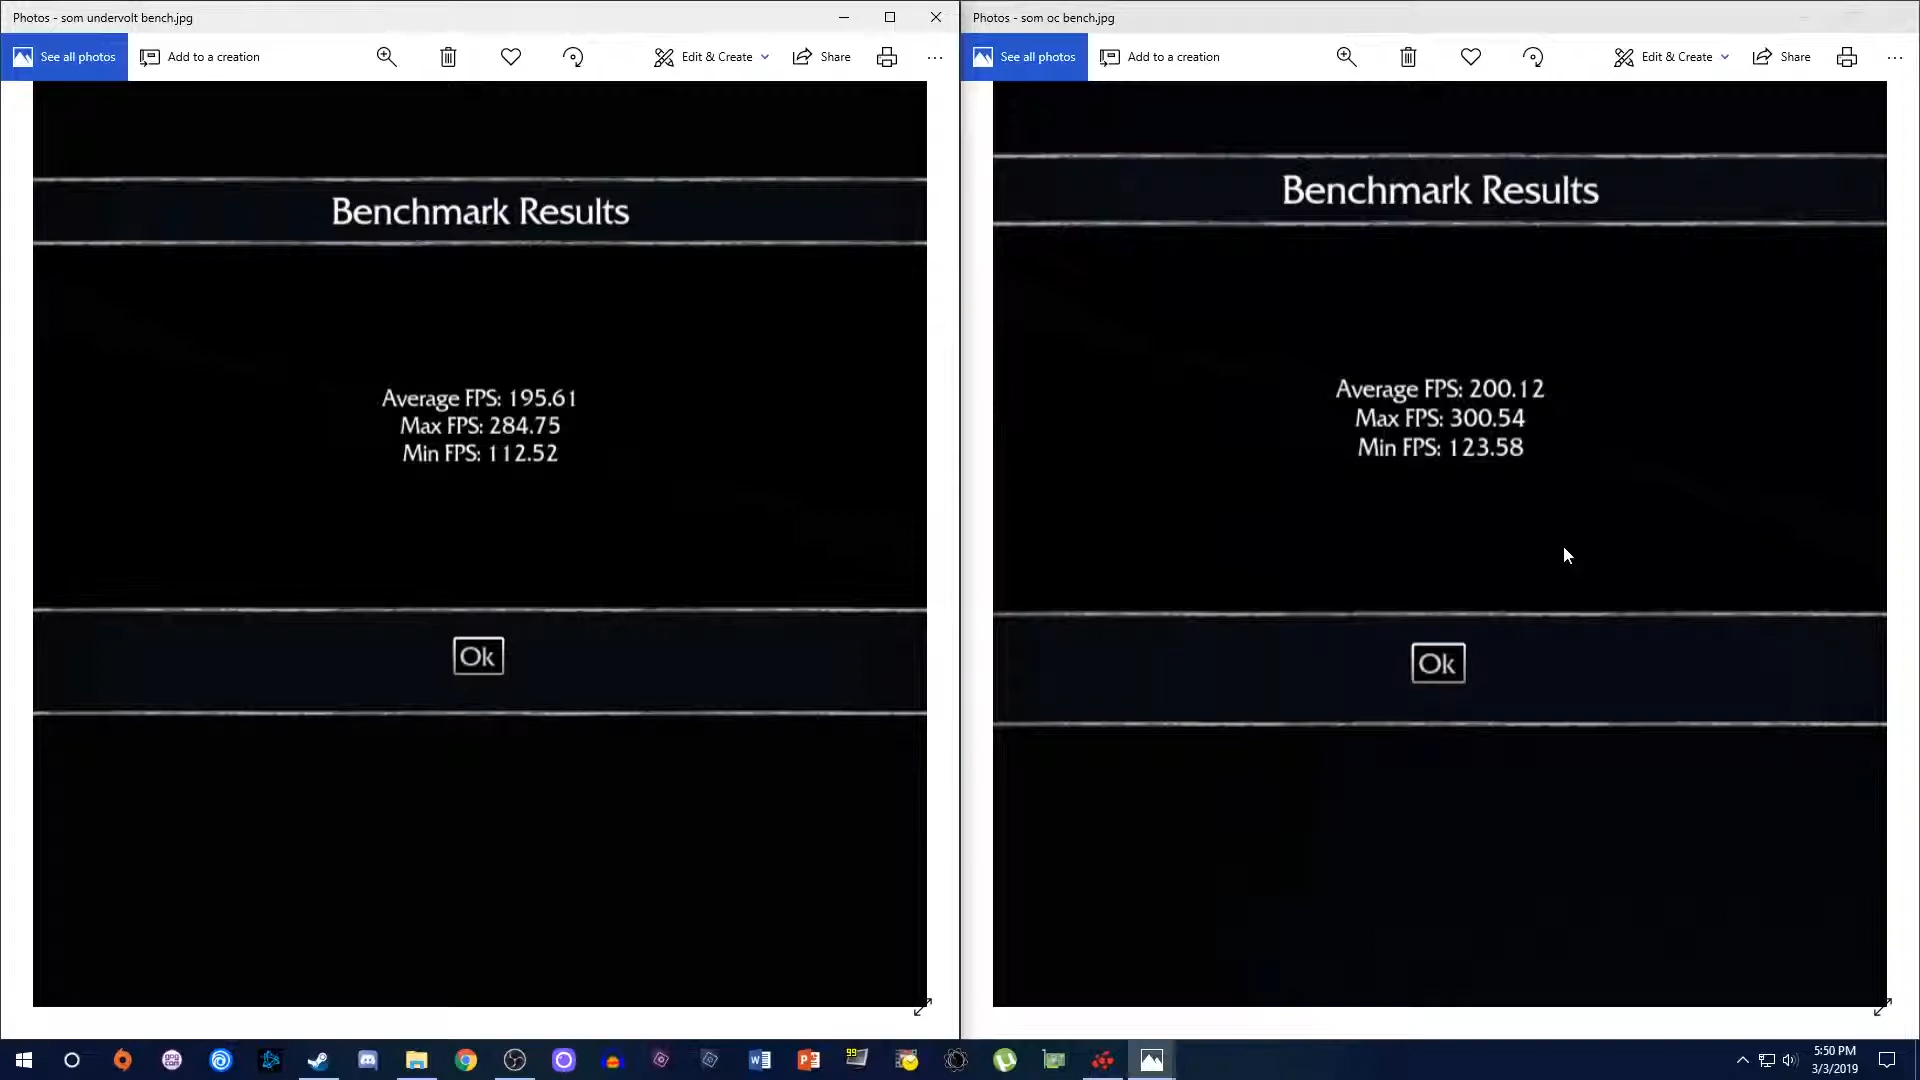 Photos - som undervolt bench.jpg
See all photos
Add to a creation
Edit & Create
Share
Benchmark Results
Average FPS: 195.61
Max FPS: 284.75
Min FPS: 112.52
Ok
Photos - som oc bench.jpg
See all photos
Add to a creation
Edit & Create
Share
Benchmark Results
Average FPS: 200.12
Max FPS: 300.54
Min FPS: 123.58
Ok
99
5:50 PM
3/3/2019